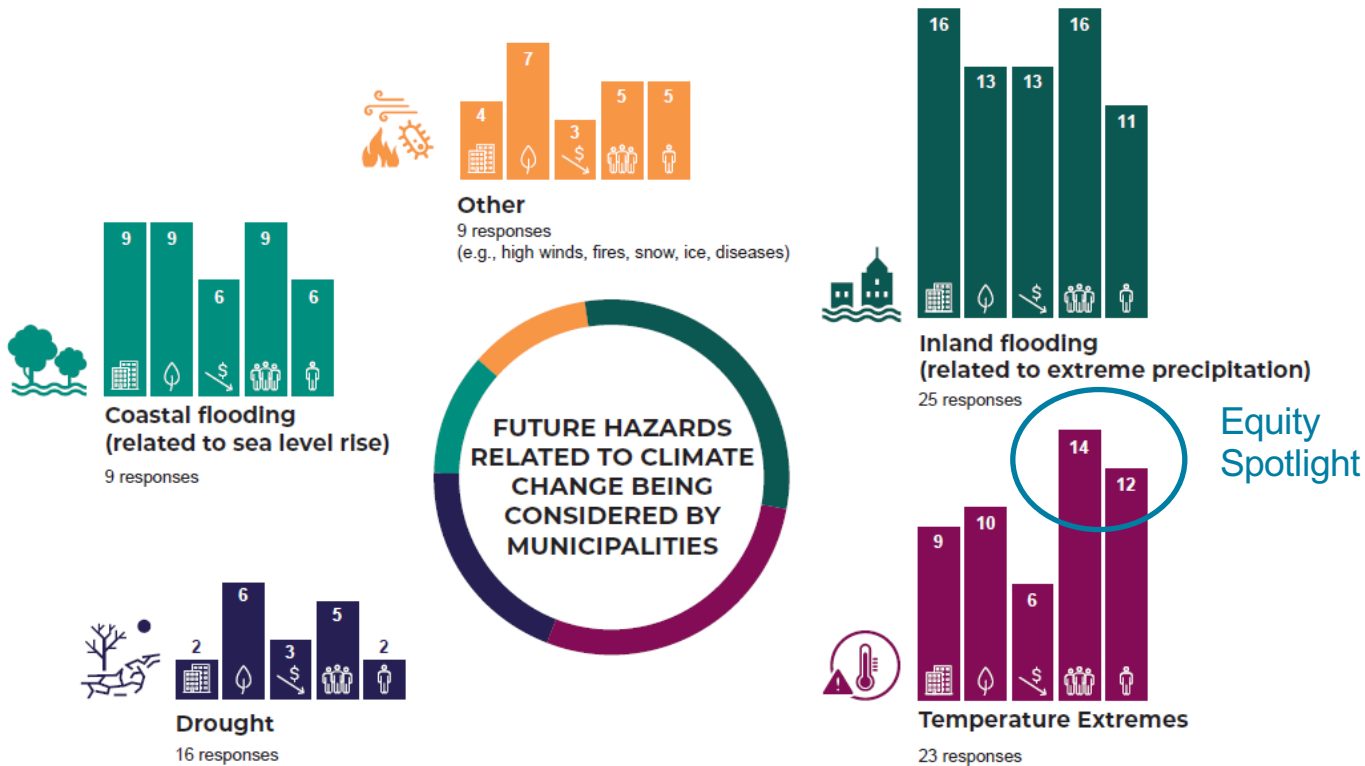 4
7
3
$
5
5
Other
9 responses
(e.g., high winds, fires, snow, ice, diseases)
16
13
13
$
16
11
Inland flooding
(related to extreme precipitation)
25 responses
9
9
6
$
9
6
Coastal flooding
(related to sea level rise)
9 responses
FUTURE HAZARDS
RELATED TO CLIMATE
CHANGE BEING
CONSIDERED BY
MUNICIPALITIES
Equity
Spotlight
2
6
3
$
5
2
Drought
16 responses
9
10
6
$
14
12
Temperature Extremes
23 responses